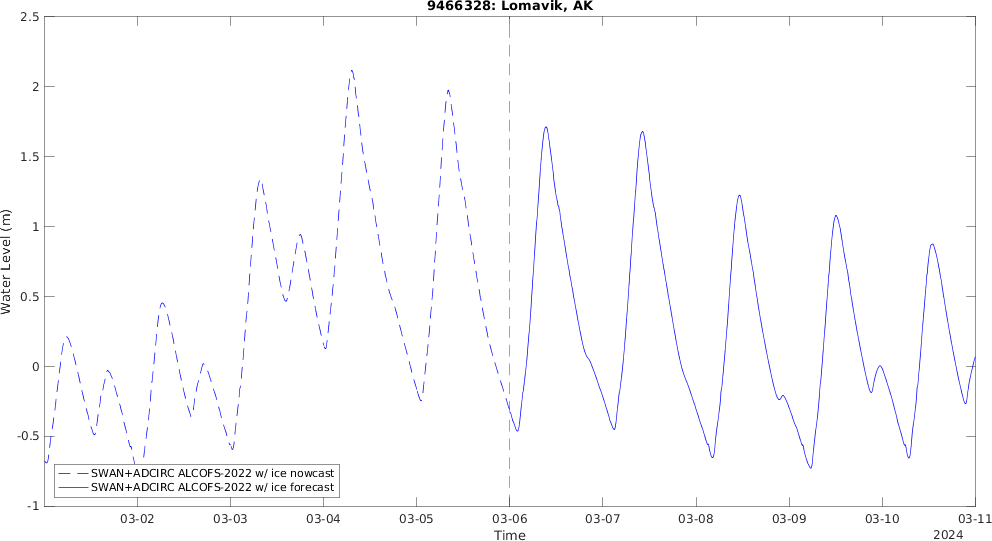 9466328: Lomavik, AK
2.5
2
1.5
1
0.5
0
-0.5
-1
Water Level (m)
SWAN+ADCIRC ALCOFS-2022 w/ ice nowcast
SWAN+ADCIRC ALCOFS-2022 w/ ice forecast
03-02 03-03 03-04 03-05 03-06 03-07 03-08 03-09 03-10 03-11
Time
2024